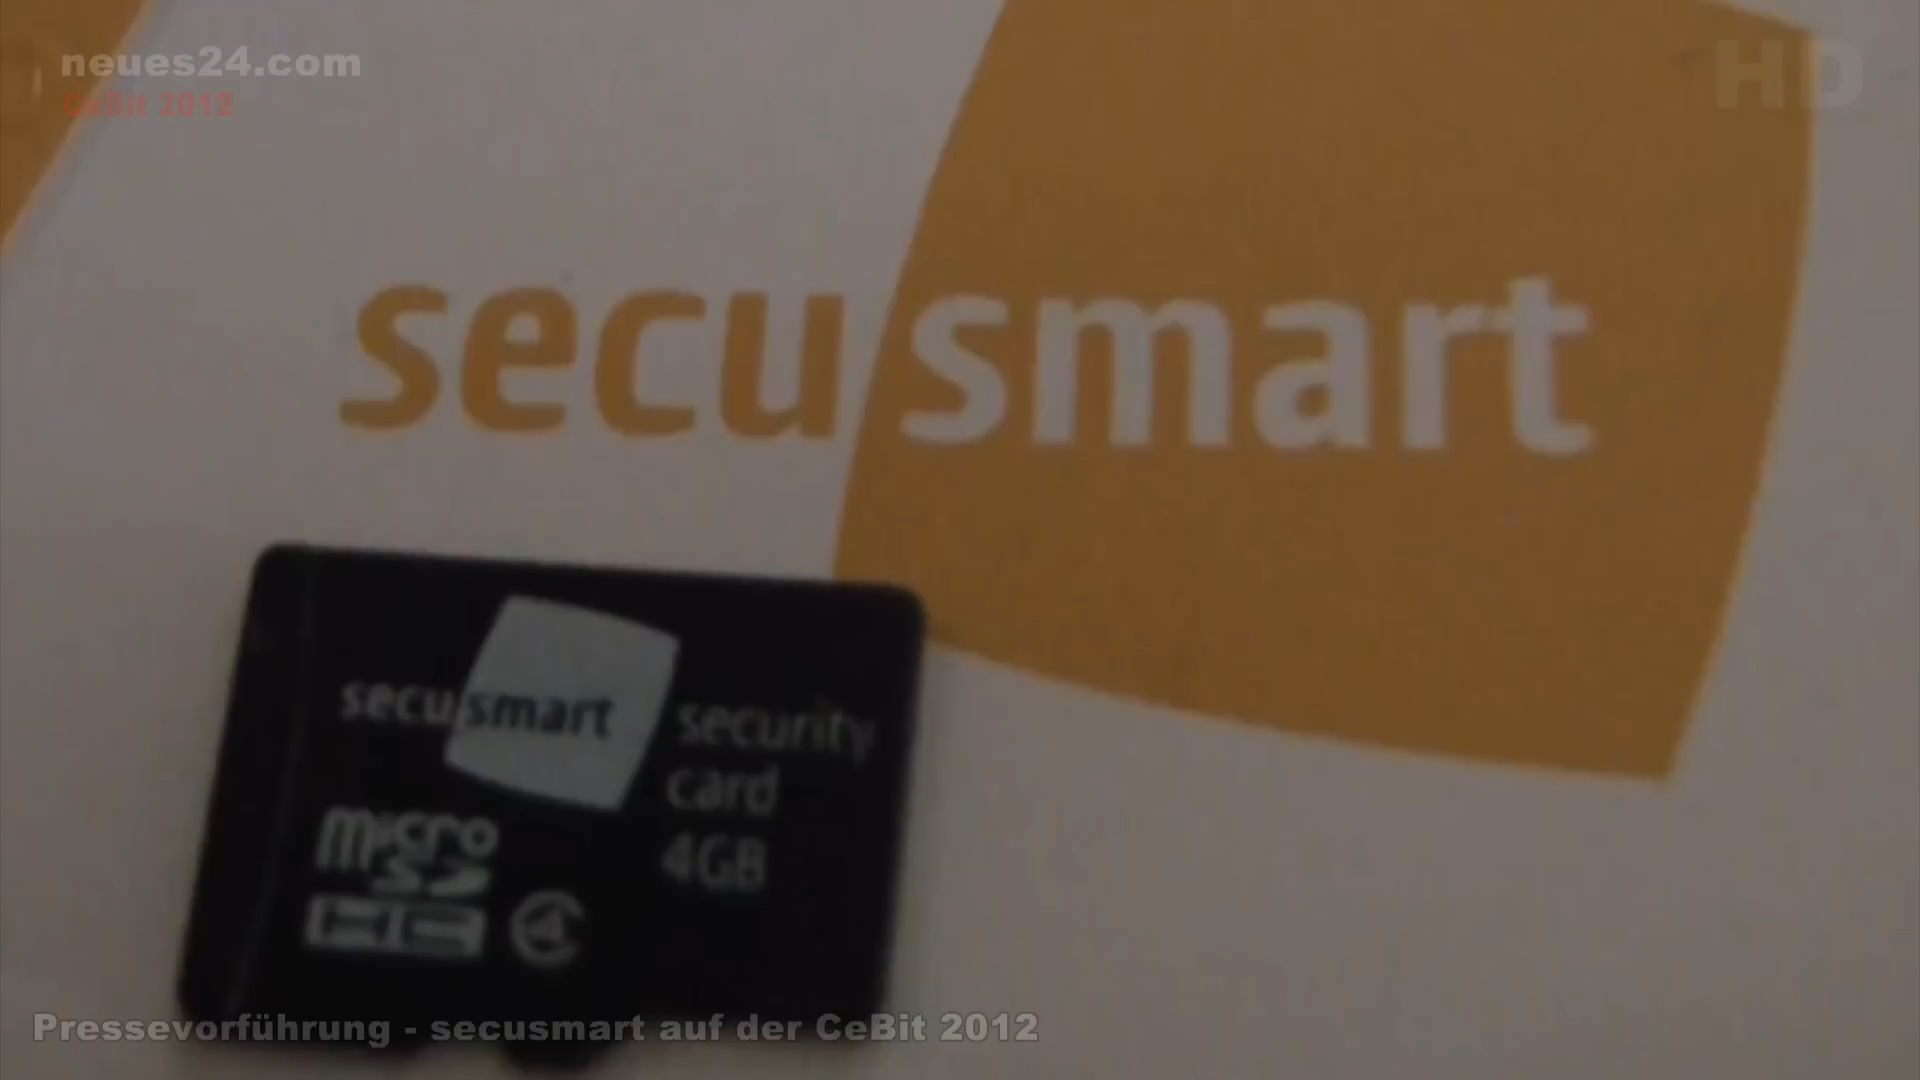 neues24.com
CeBit 2012
HD
secusmart
secusmart
security
card
4GB
micro
SD
HC
4
Pressevorführung - secusmart auf der CeBit 2012